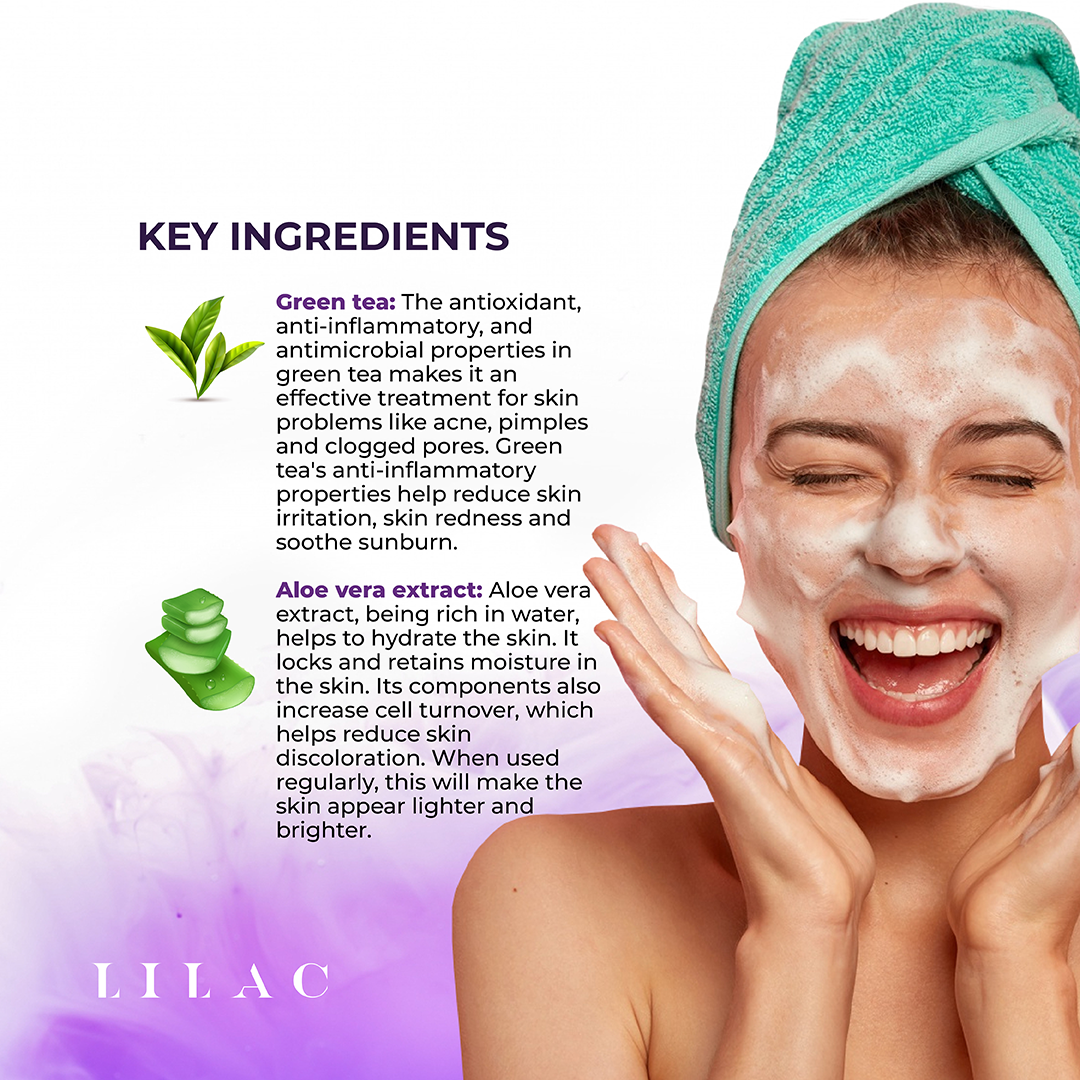 KEY INGREDIENTS
Green tea: The antioxidant,
anti-inflammatory, and
antimicrobial properties in
green tea makes it an
effective treatment for skin
problems like acne, pimples
and clogged pores. Green
tea's anti-inflammatory
properties help reduce skin
irritation, skin redness and
soothe sunburn.
Aloe vera extract: Aloe vera
extract, being rich in water,
helps to hydrate the skin. It
locks and retains moisture in
the skin. Its components also
increase cell turnover, which
helps reduce skin
discoloration. When used
regularly, this will make the
skin appear lighter and
brighter.
LILAC